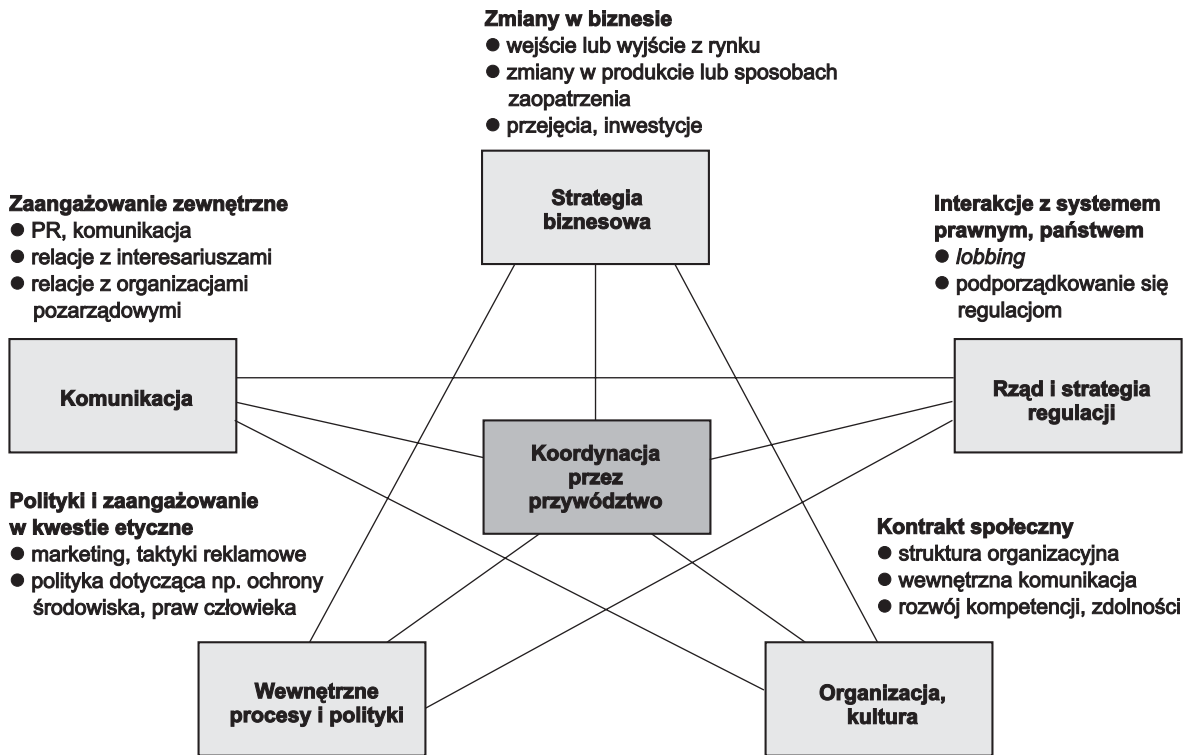 Zmiany w biznesie
● wejście lub wyjście z rynku
● zmiany w produkcie lub sposobach
zaopatrzenia
● przejęcia, inwestycje
Strategia
biznesowa
Zaangażowanie zewnętrzne
● PR, komunikacja
● relacje z interesariuszami
● relacje z organizacjami
pozarządowymi
Komunikacja
Interakcje z systemem
prawnym, państwem
● lobbing
● podporządkowanie się
regulacjom
Rząd i strategia
regulacji
Koordynacja
przez
przywództwo
Polityki i zaangażowanie
w kwestie etyczne
● marketing, taktyki reklamowe
● polityka dotycząca np. ochrony
środowiska, praw człowieka
Wewnętrzne
procesy i polityki
Kontrakt społeczny
● struktura organizacyjna
● wewnętrzna komunikacja
● rozwój kompetencji, zdolności
Organizacja,
kultura